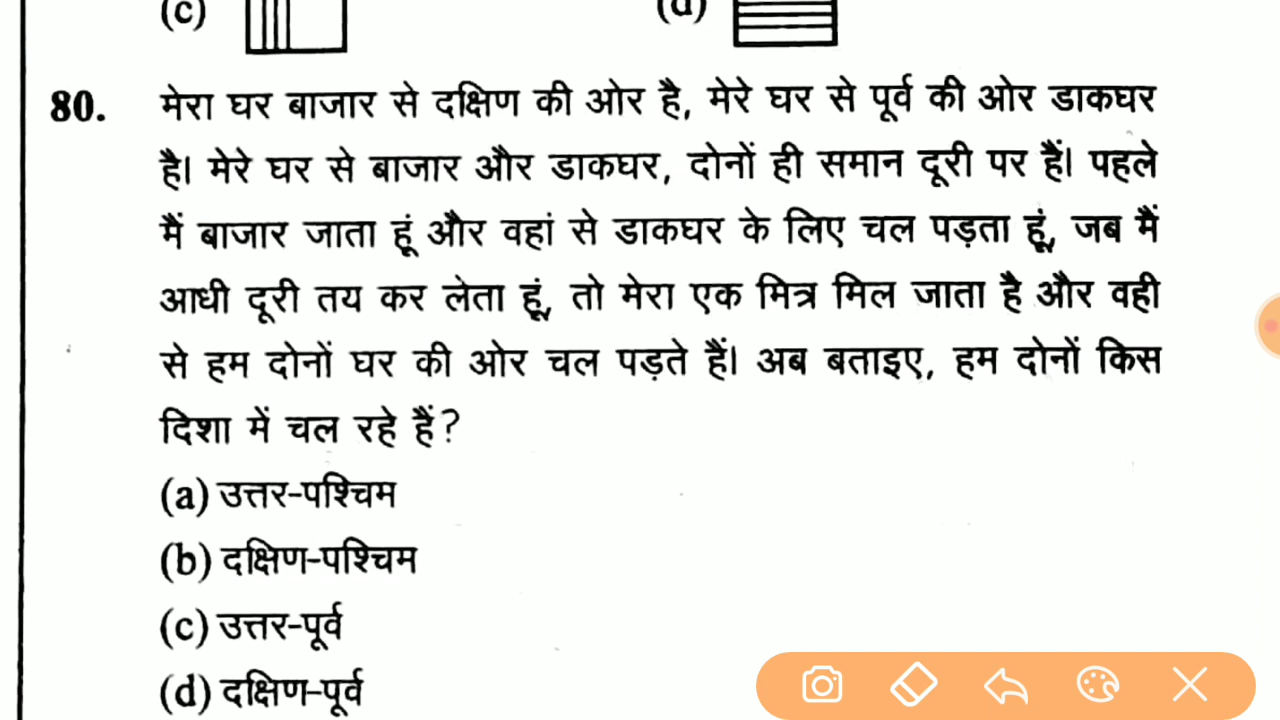 (c) (d)
80. मेरा घर बाजार से दक्षिण की ओर है, मेरे घर से पूर्व की ओर डाकघर
है। मेरे घर से बाजार और डाकघर, दोनों ही समान दूरी पर हैं। पहले
मैं बाजार जाता हूं और वहां से डाकघर के लिए चल पड़ता हूं, जब मैं
आधी दूरी तय कर लेता हूं, तो मेरा एक मित्र मिल जाता है और वही
से हम दोनों घर की ओर चल पड़ते हैं। अब बताइए, हम दोनों किस
दिशा में चल रहे हैं?
(a) उत्तर-पश्चिम
(b) दक्षिण-पश्चिम
(c) उत्तर-पूर्व
(d) दक्षिण-पूर्व